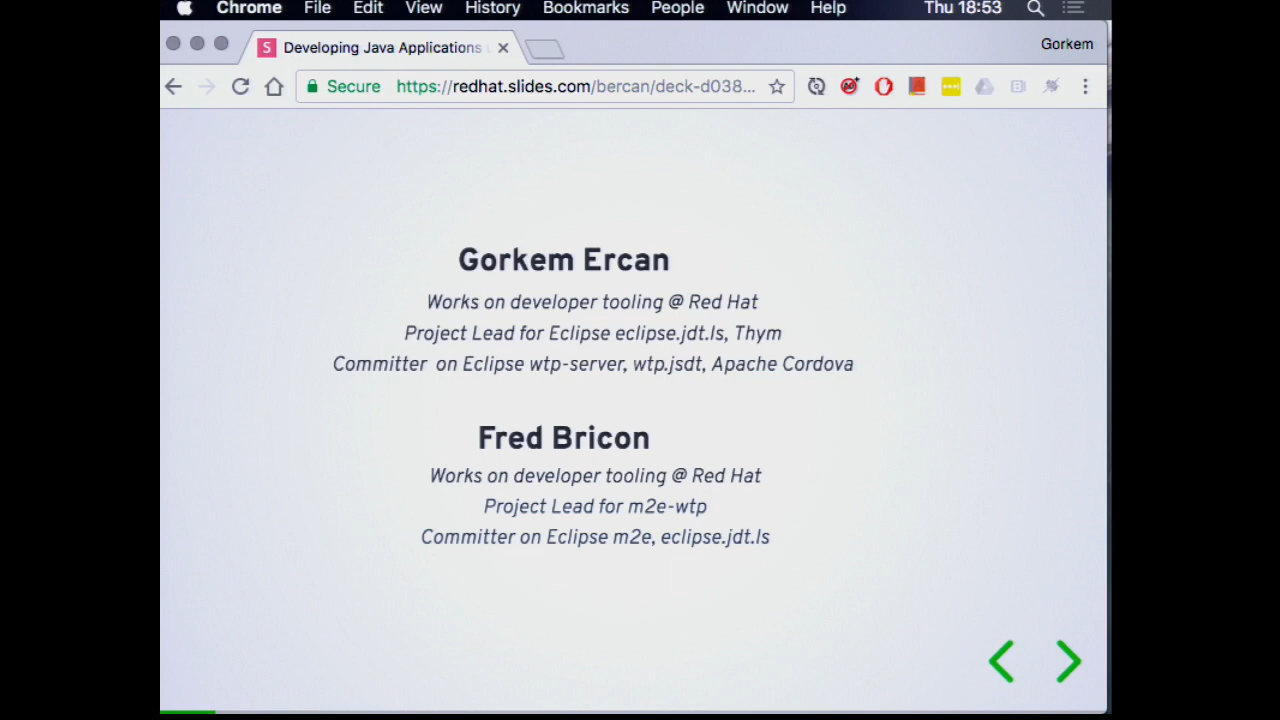 Chrome File Edit View History Bookmarks People Window Help Thu 18:53
S Developing Java Applications Gorkem
Secure https://redhat.slides.com/bercan/deck-d038...
Gorkem Ercan
Works on developer tooling @ Red Hat
Project Lead for Eclipse eclipse.jdt.ls, Thym
Committer on Eclipse wtp-server, wtp.jsdt, Apache Cordova
Fred Bricon
Works on developer tooling @ Red Hat
Project Lead for m2e-wtp
Committer on Eclipse m2e, eclipse.jdt.ls